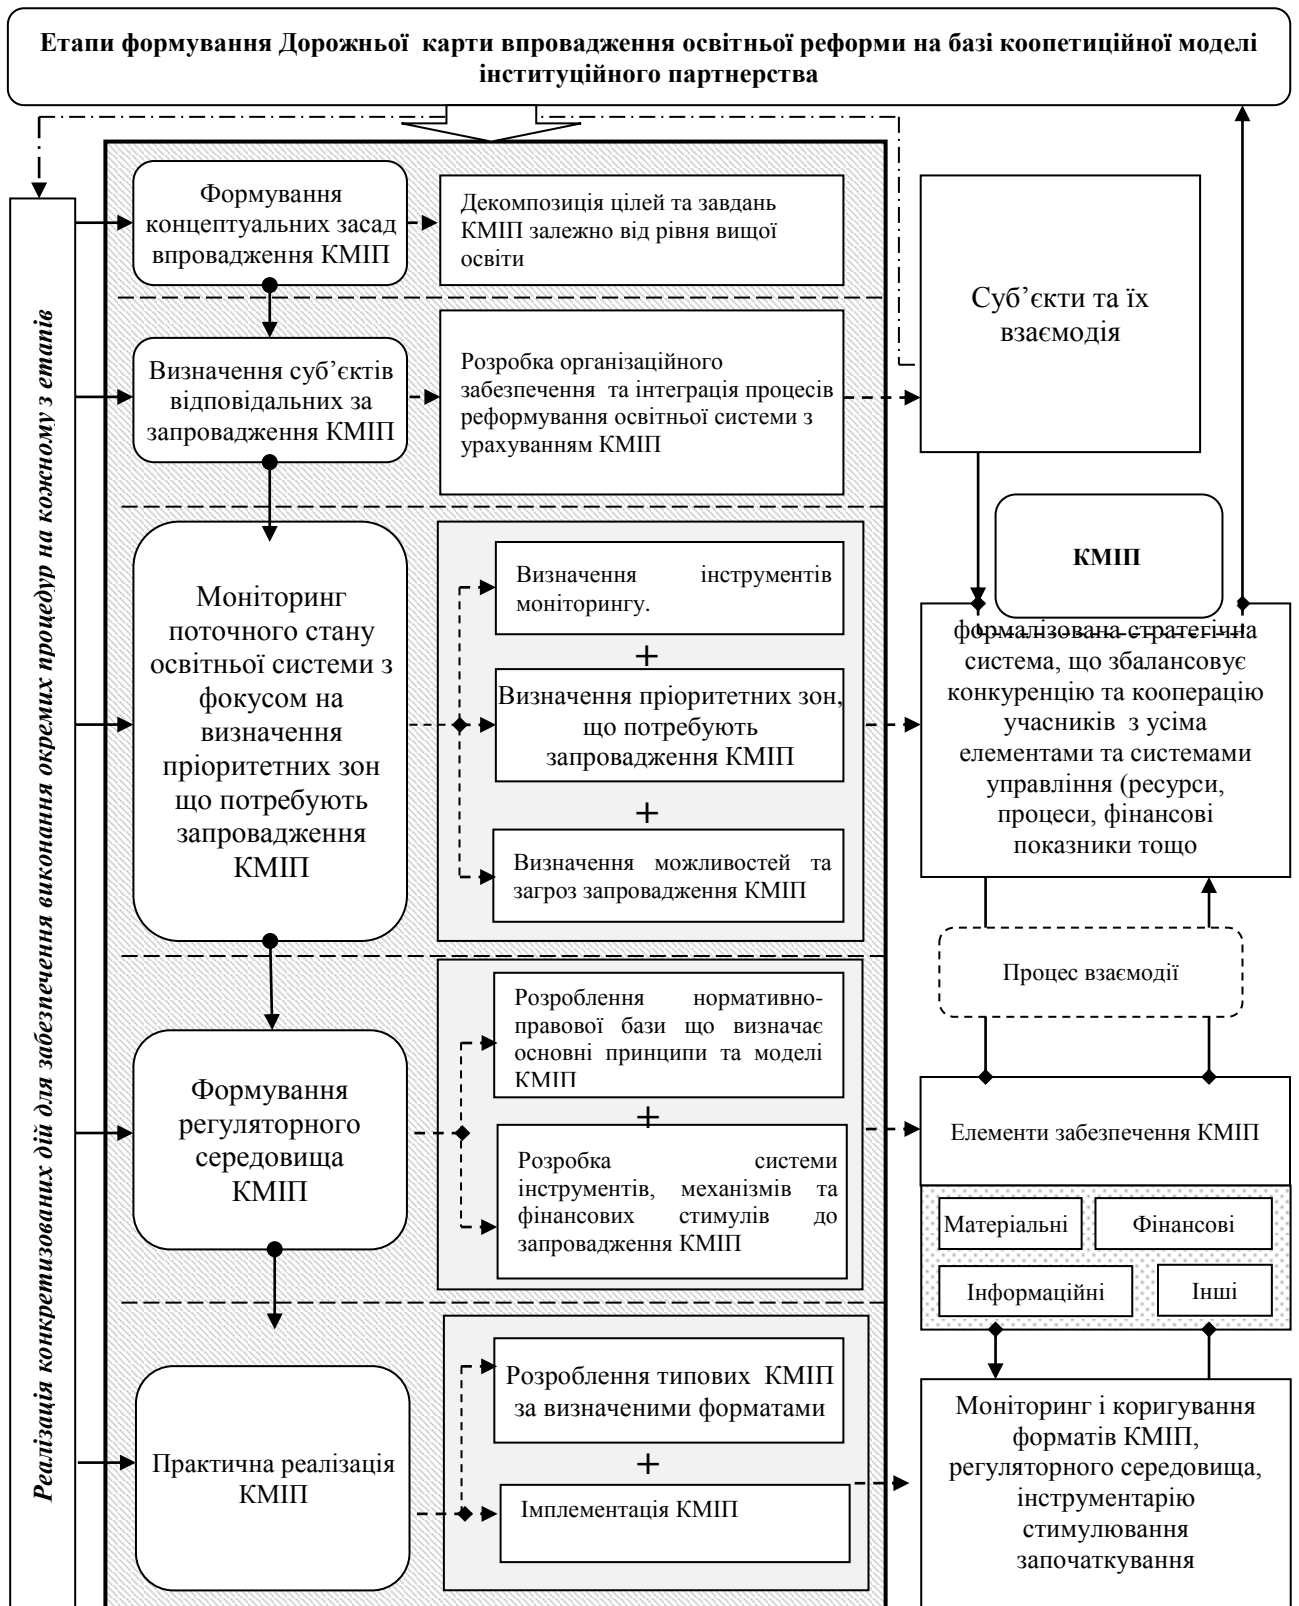 Етапи формування Дорожньої карти впровадження освітньої реформи на базі коопетиційної моделі
інституційного партнерства
Реалізація конкретизованих дій для забезпечення виконання окремих процедур на кожному з етапів
Формування
концептуальних засад
впровадження КМІП
Декомпозиція цілей та завдань
КМІП залежно від рівня вищої
освіти
Визначення суб’єктів
відповідальних за
запровадження КМІП
Розробка організаційного
забезпечення та інтеграція процесів
реформування освітньої системи з
урахуванням КМІП
Моніторинг
поточного стану
освітньої системи з
фокусом на
визначення
пріоритетних зон
що потребують
запровадження
КМІП
Визначення інструментів
моніторингу.
+
Визначення пріоритетних зон,
що потребують
запровадження КМІП
+
Визначення можливостей та
загроз запровадження КМІП
Формування
регуляторного
середовища
КМІП
Розроблення нормативно-
правової бази що визначає
основні принципи та моделі
КМІП
+
Розробка системи
інструментів, механізмів та
фінансових стимулів до
запровадження КМІП
Практична реалізація
КМІП
Розроблення типових КМІП
за визначеними форматами
+
Імплементація КМІП
Суб’єкти та їх
взаємодія
КМІП
формалізована стратегічна
система, що збалансовує
конкуренцію та кооперацію
учасників з усіма
елементами та системами
управління (ресурси,
процеси, фінансові
показники тощо
Процес взаємодії
Елементи забезпечення КМІП
Матеріальні
Фінансові
Інформаційні
Інші
Моніторинг і коригування
форматів КМІП,
регуляторного середовища,
інструментарію
стимулювання
започаткування